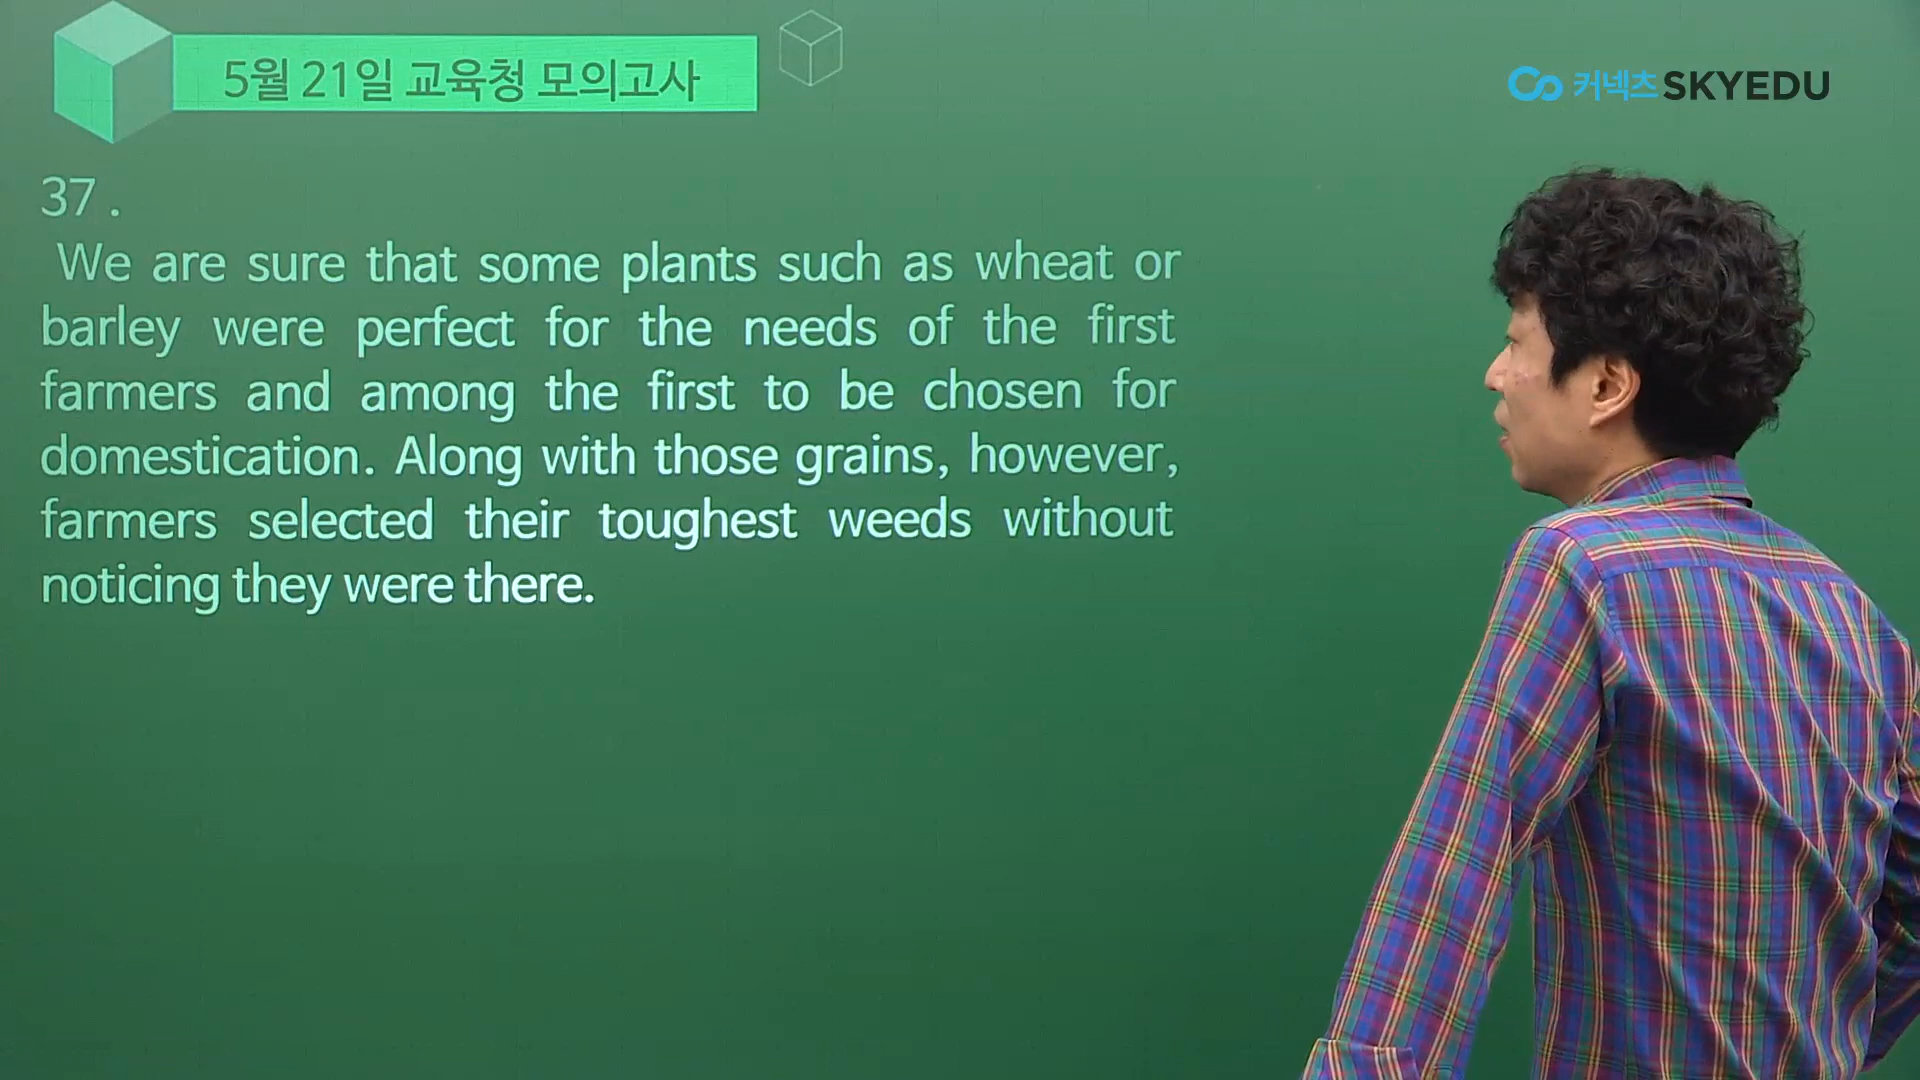 5월 21일 교육청 모의고사
커넥츠 SKYEDU
37 .
We are sure that some plants such as wheat or
barley were perfect for the needs of the first
farmers and among the first to be chosen for
domestication. Along with those grains, however,
farmers selected their toughest weeds without
noticing they were there.